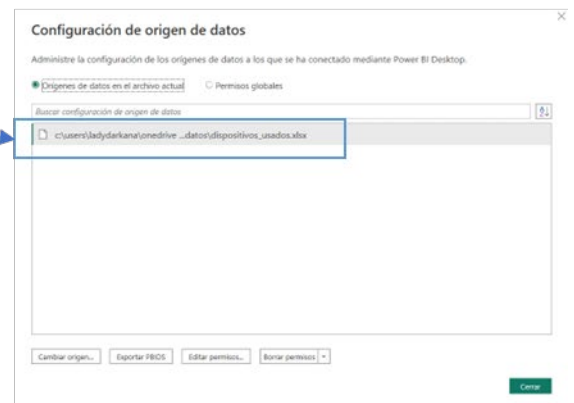 Configuración de origen de datos
Administre la configuración de los orígenes de datos a los que se ha conectado mediante Power BI Desktop.
Orígenes de datos en el archivo actual Permisos globales
Buscar configuración de origen de datos
c:\users\ladydarkana\onedrive ...datos\dispositivos_usados.xlsx
Cambiar origen... Exportar PBIDS Editar permisos... Borrar permisos
Cerrar